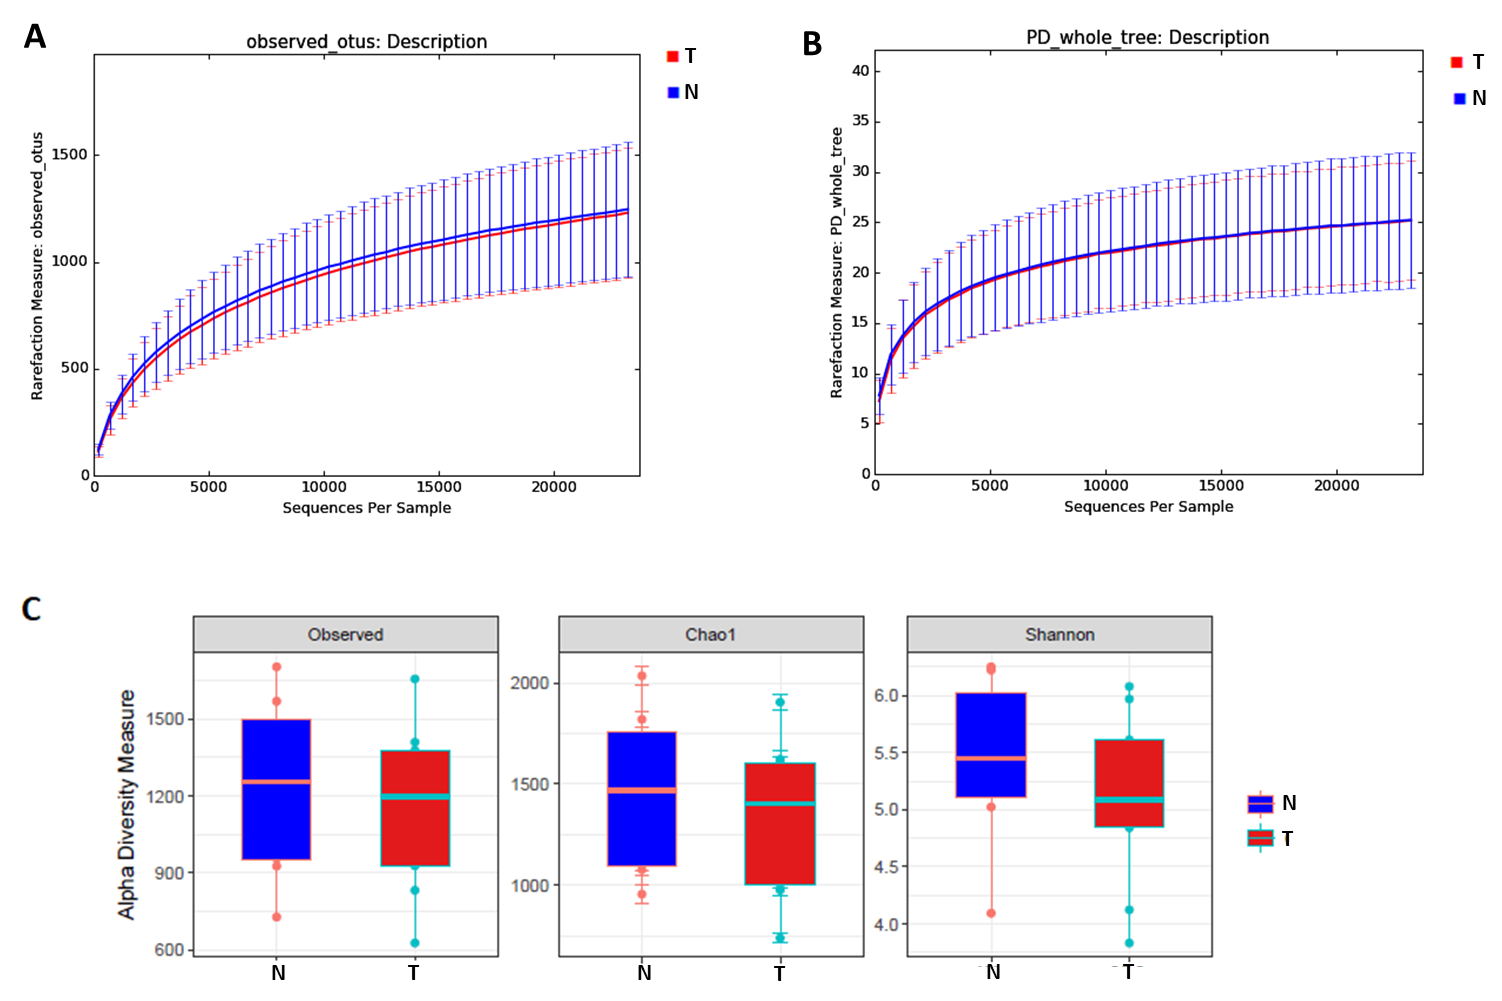 A
observed_otus: Description
T
N
Rarefaction Measure: observed_otus
1500
1000
500
0
0 5000 10000 15000 20000
Sequences Per Sample
B
PD_whole_tree: Description
T
N
Rarefaction Measure: PD_whole_tree
40
35
30
25
20
15
10
5
0
0 5000 10000 15000 20000
Sequences Per Sample
C
Observed
Chao1
Shannon
Alpha Diversity Measure
1500
1200
900
600
2000
1500
1000
6.0
5.5
5.0
4.5
4.0
N T
N T
N T
N
T